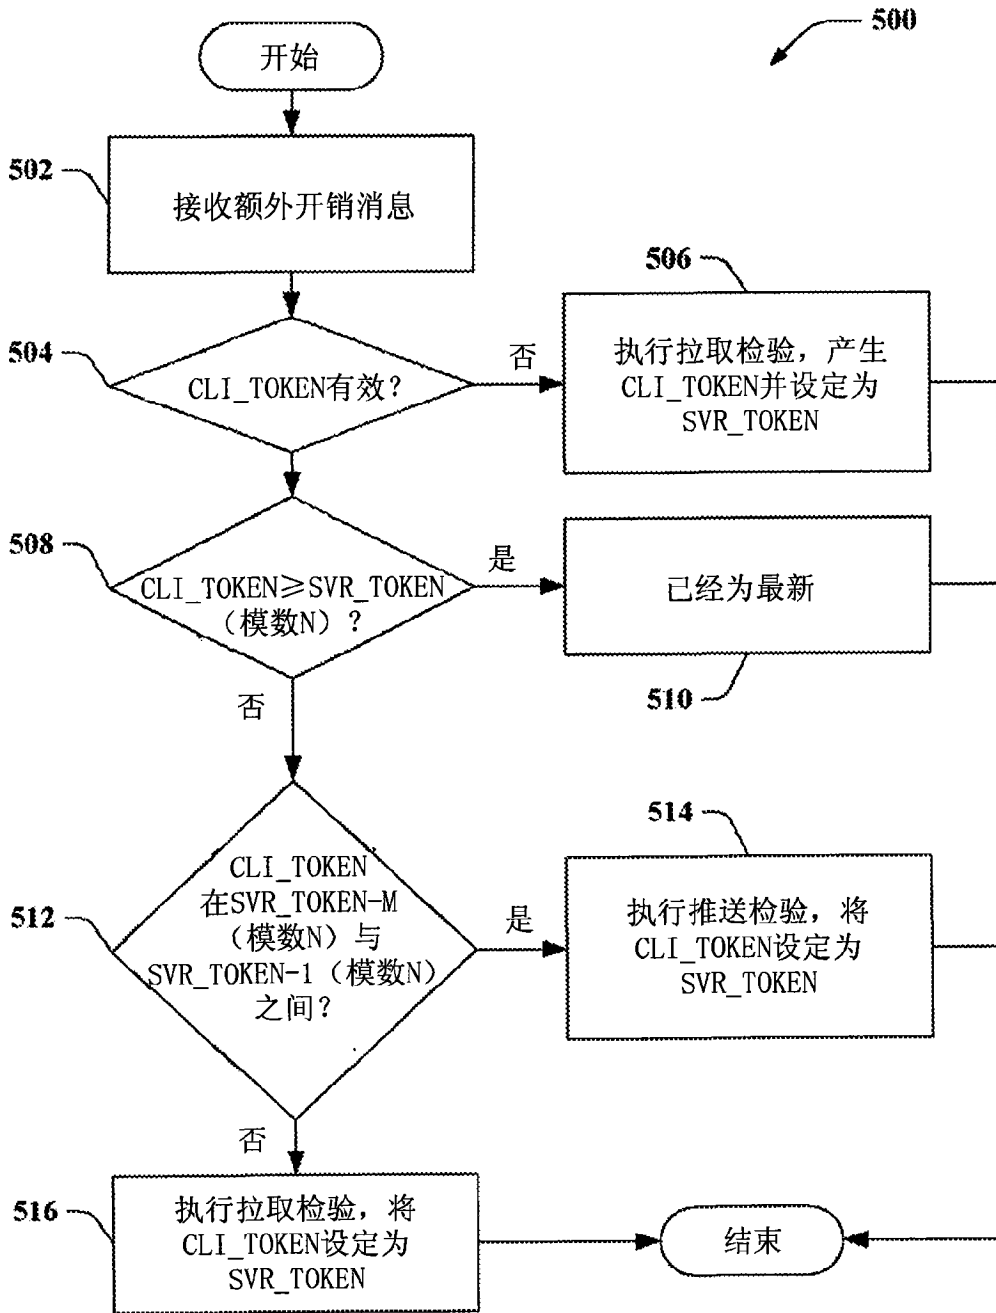 500
开始
502
接收额外开销消息
506
504
CLI_TOKEN有效？
否
执行拉取检验，产生
CLI_TOKEN并设定为
SVR_TOKEN
508
CLI_TOKEN≥SVR_TOKEN
（模数N）？
是
已经为最新
510
否
514
512
CLI_TOKEN
在SVR_TOKEN-M
（模数N）与
SVR_TOKEN-1（模数N）
之间？
是
执行推送检验，将
CLI_TOKEN设定为
SVR_TOKEN
否
516
执行拉取检验，将
CLI_TOKEN设定为
SVR_TOKEN
结束